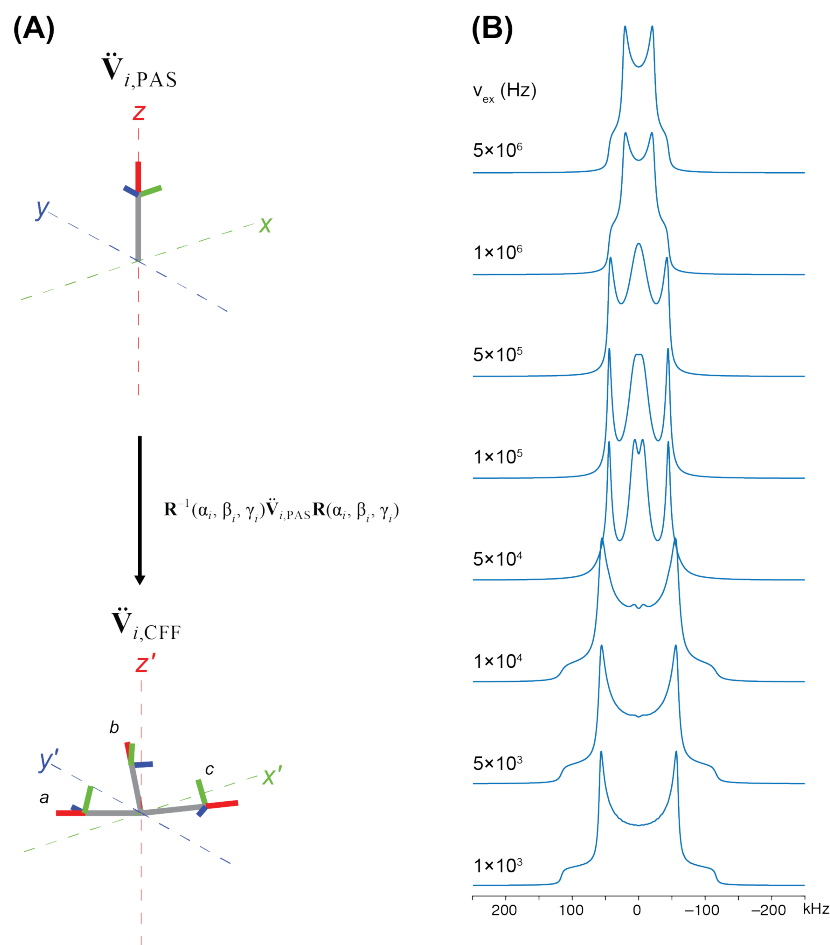 (A)
V̈i,PAS
z
y
x
R⁻¹(αi, βi, γi)V̈i,PASR(αi, βi, γi)
V̈i,CFF
z'
b
y'
c
x'
a
(B)
vex (Hz)
5×10⁶
1×10⁶
5×10⁵
1×10⁵
5×10⁴
1×10⁴
5×10³
1×10³
200 100 0 −100 −200 kHz